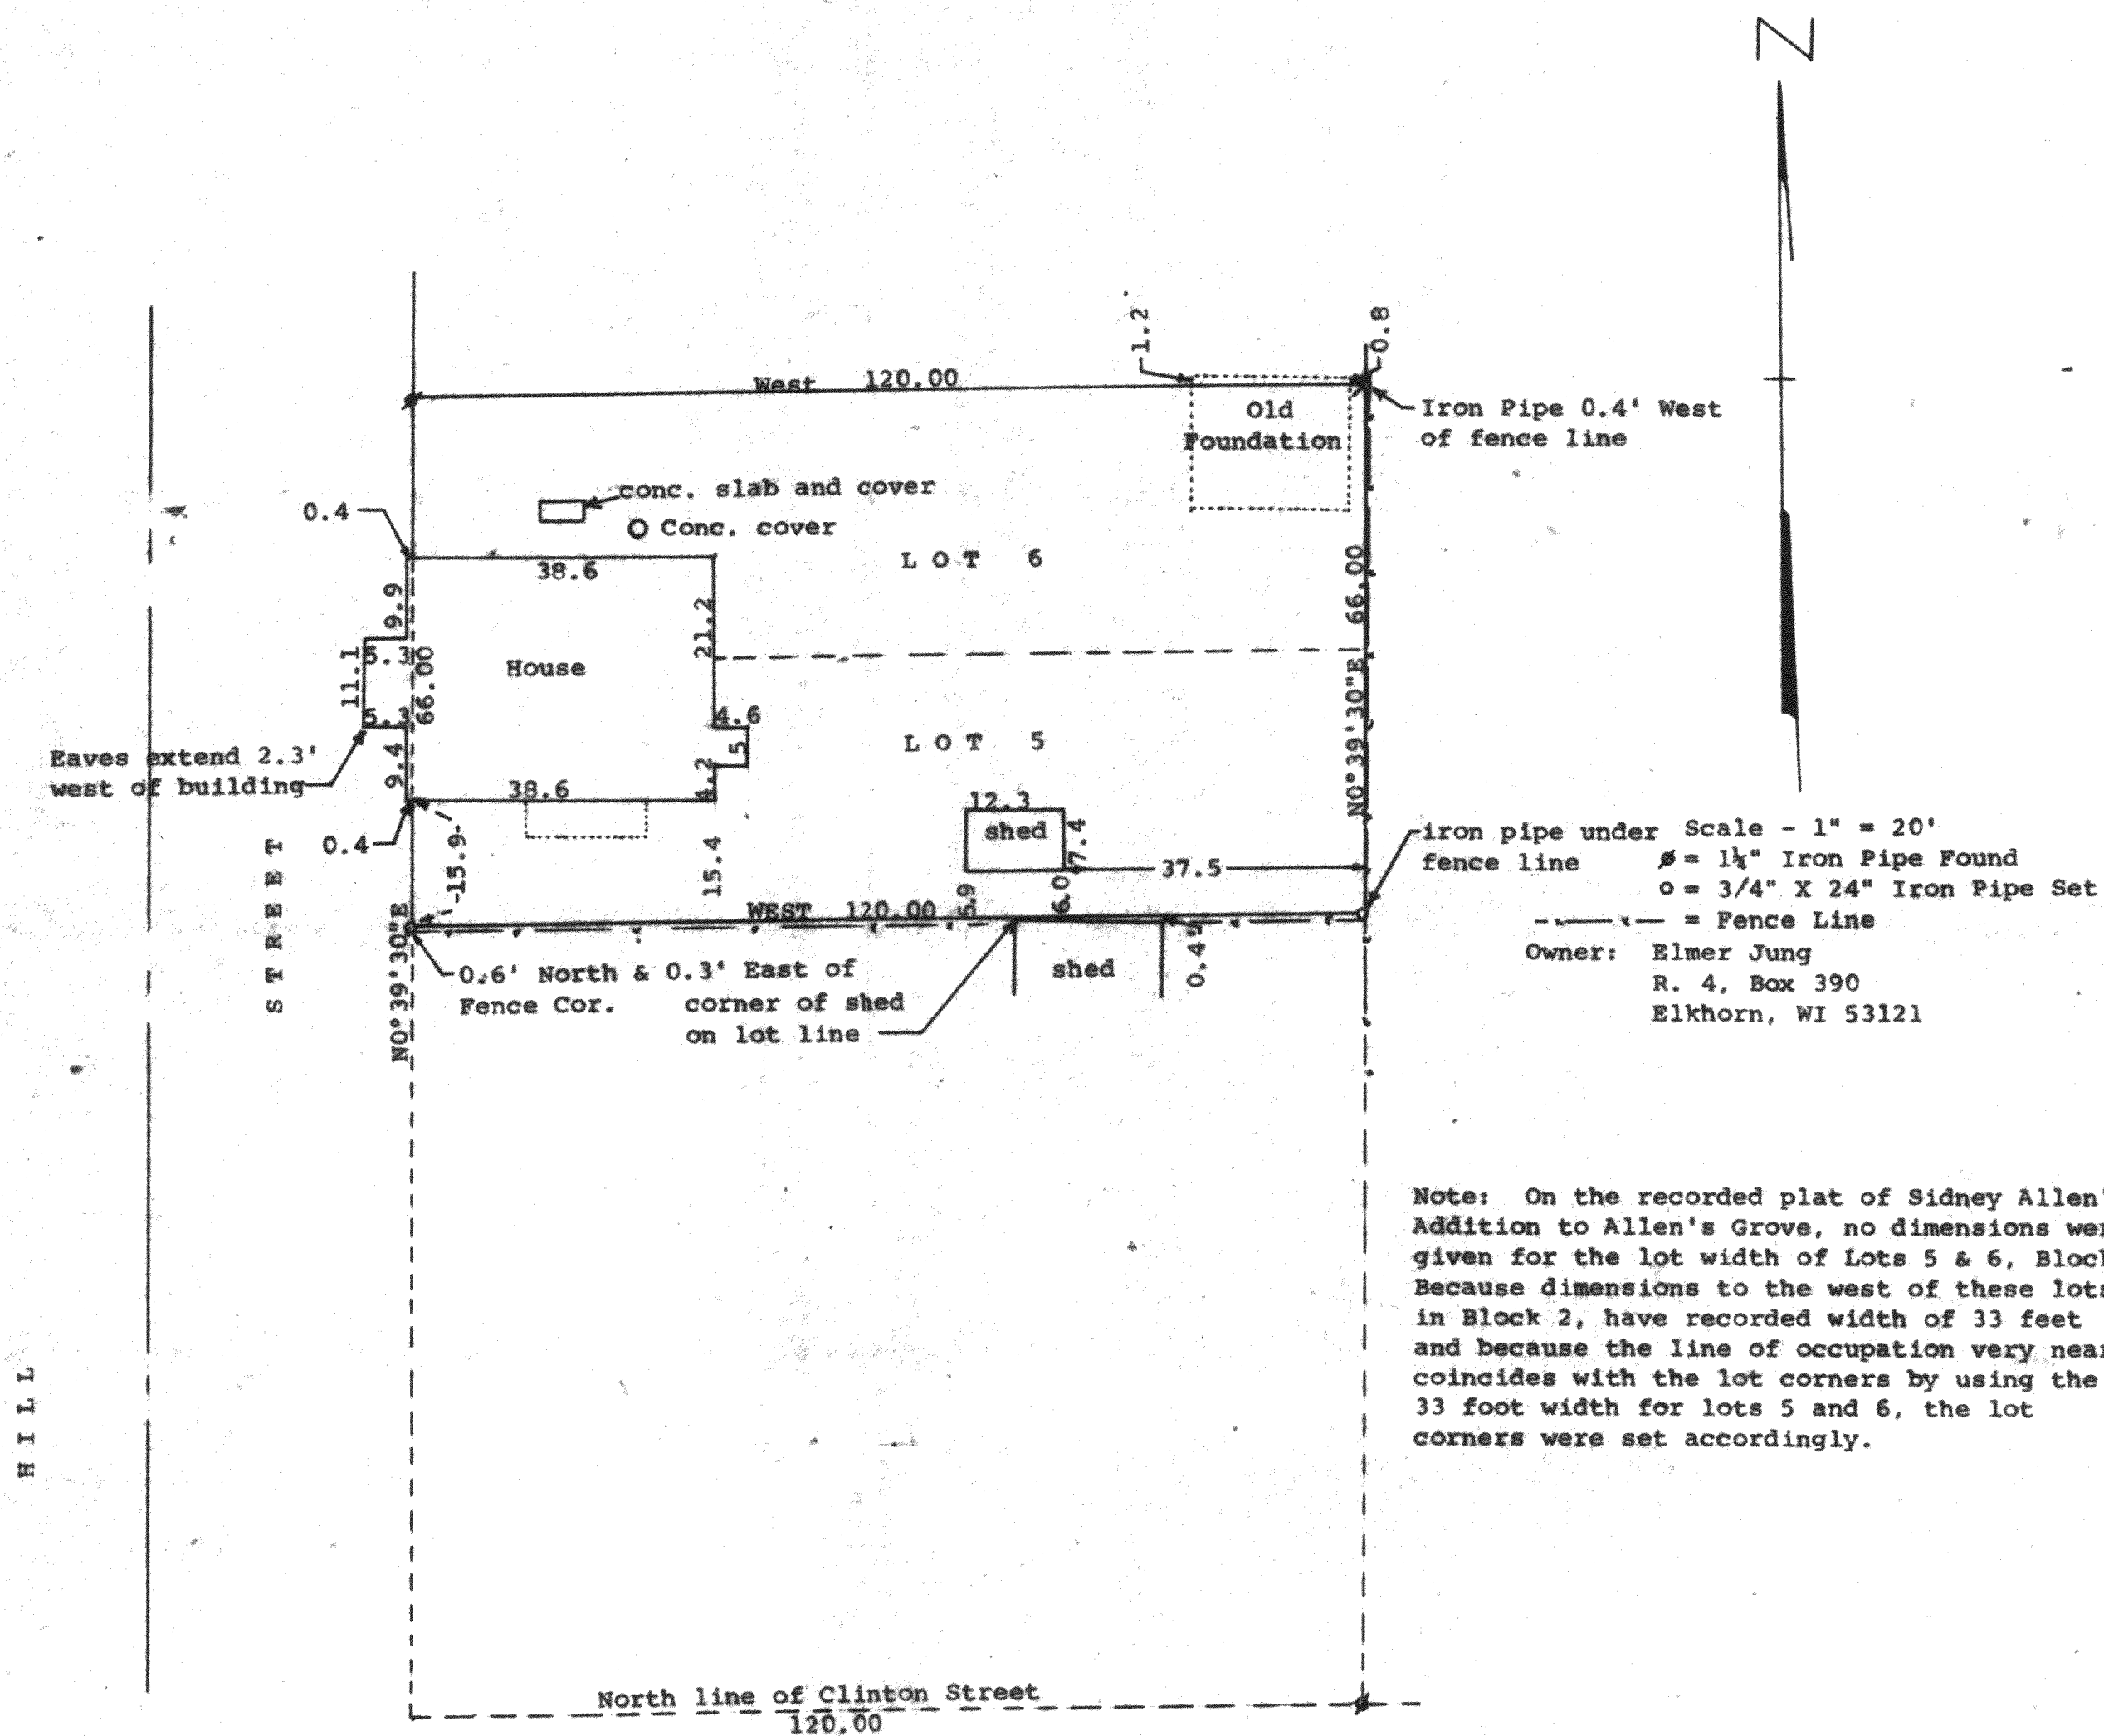 N
1.2
0.8
West 120.00
Old
Foundation
Iron Pipe 0.4' West
of fence line
conc. slab and cover
0.4
Conc. cover
LOT 6
38.6
9.9
21.2
66.00
N0°39'30"E
5.3
11.1
66.00
House
5.3
4.6
5
LOT 5
Eaves extend 2.3'
west of building
9.4
4.2
38.6
12.3
shed
7.4
0.4
15.9
15.4
37.5
iron pipe under
fence line
Scale - 1" = 20'
ø = 1¼" Iron Pipe Found
o = 3/4" X 24" Iron Pipe Set
= Fence Line
Owner: Elmer Jung
R. 4, Box 390
Elkhorn, WI 53121
STREET
N0°39'30"E
WEST 120.00
5.9
6.0
0.6' North & 0.3' East of
Fence Cor.
corner of shed
on lot line
shed
0.4'
Note: On the recorded plat of Sidney Allen'
Addition to Allen's Grove, no dimensions wer
given for the lot width of Lots 5 & 6, Block
Because dimensions to the west of these lots
in Block 2, have recorded width of 33 feet
and because the line of occupation very near
coincides with the lot corners by using the
33 foot width for lots 5 and 6, the lot
corners were set accordingly.
HILL
North line of Clinton Street
120.00